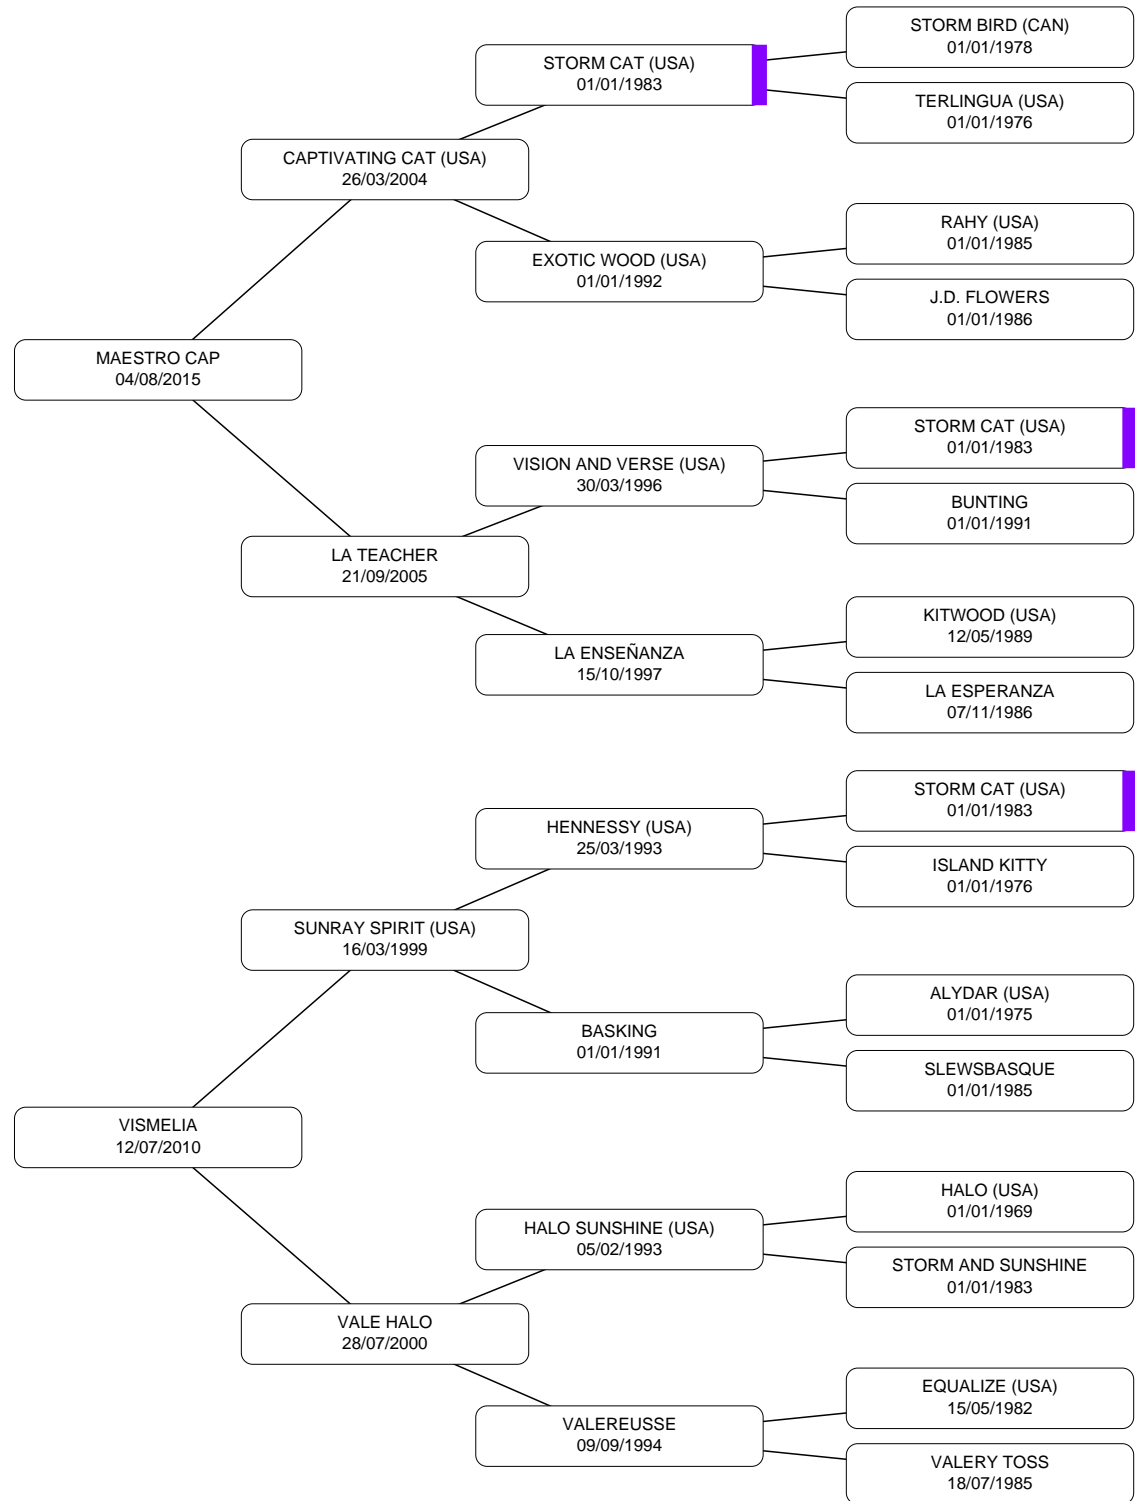 STORM BIRD (CAN)
01/01/1978
STORM CAT (USA)
01/01/1983
TERLINGUA (USA)
01/01/1976
CAPTIVATING CAT (USA)
26/03/2004
RAHY (USA)
01/01/1985
EXOTIC WOOD (USA)
01/01/1992
J.D. FLOWERS
01/01/1986
MAESTRO CAP
04/08/2015
STORM CAT (USA)
01/01/1983
VISION AND VERSE (USA)
30/03/1996
BUNTING
01/01/1991
LA TEACHER
21/09/2005
KITWOOD (USA)
12/05/1989
LA ENSEÑANZA
15/10/1997
LA ESPERANZA
07/11/1986
STORM CAT (USA)
01/01/1983
HENNESSY (USA)
25/03/1993
ISLAND KITTY
01/01/1976
SUNRAY SPIRIT (USA)
16/03/1999
ALYDAR (USA)
01/01/1975
BASKING
01/01/1991
SLEWSBASQUE
01/01/1985
VISMELIA
12/07/2010
HALO (USA)
01/01/1969
HALO SUNSHINE (USA)
05/02/1993
STORM AND SUNSHINE
01/01/1983
VALE HALO
28/07/2000
EQUALIZE (USA)
15/05/1982
VALEREUSSE
09/09/1994
VALERY TOSS
18/07/1985